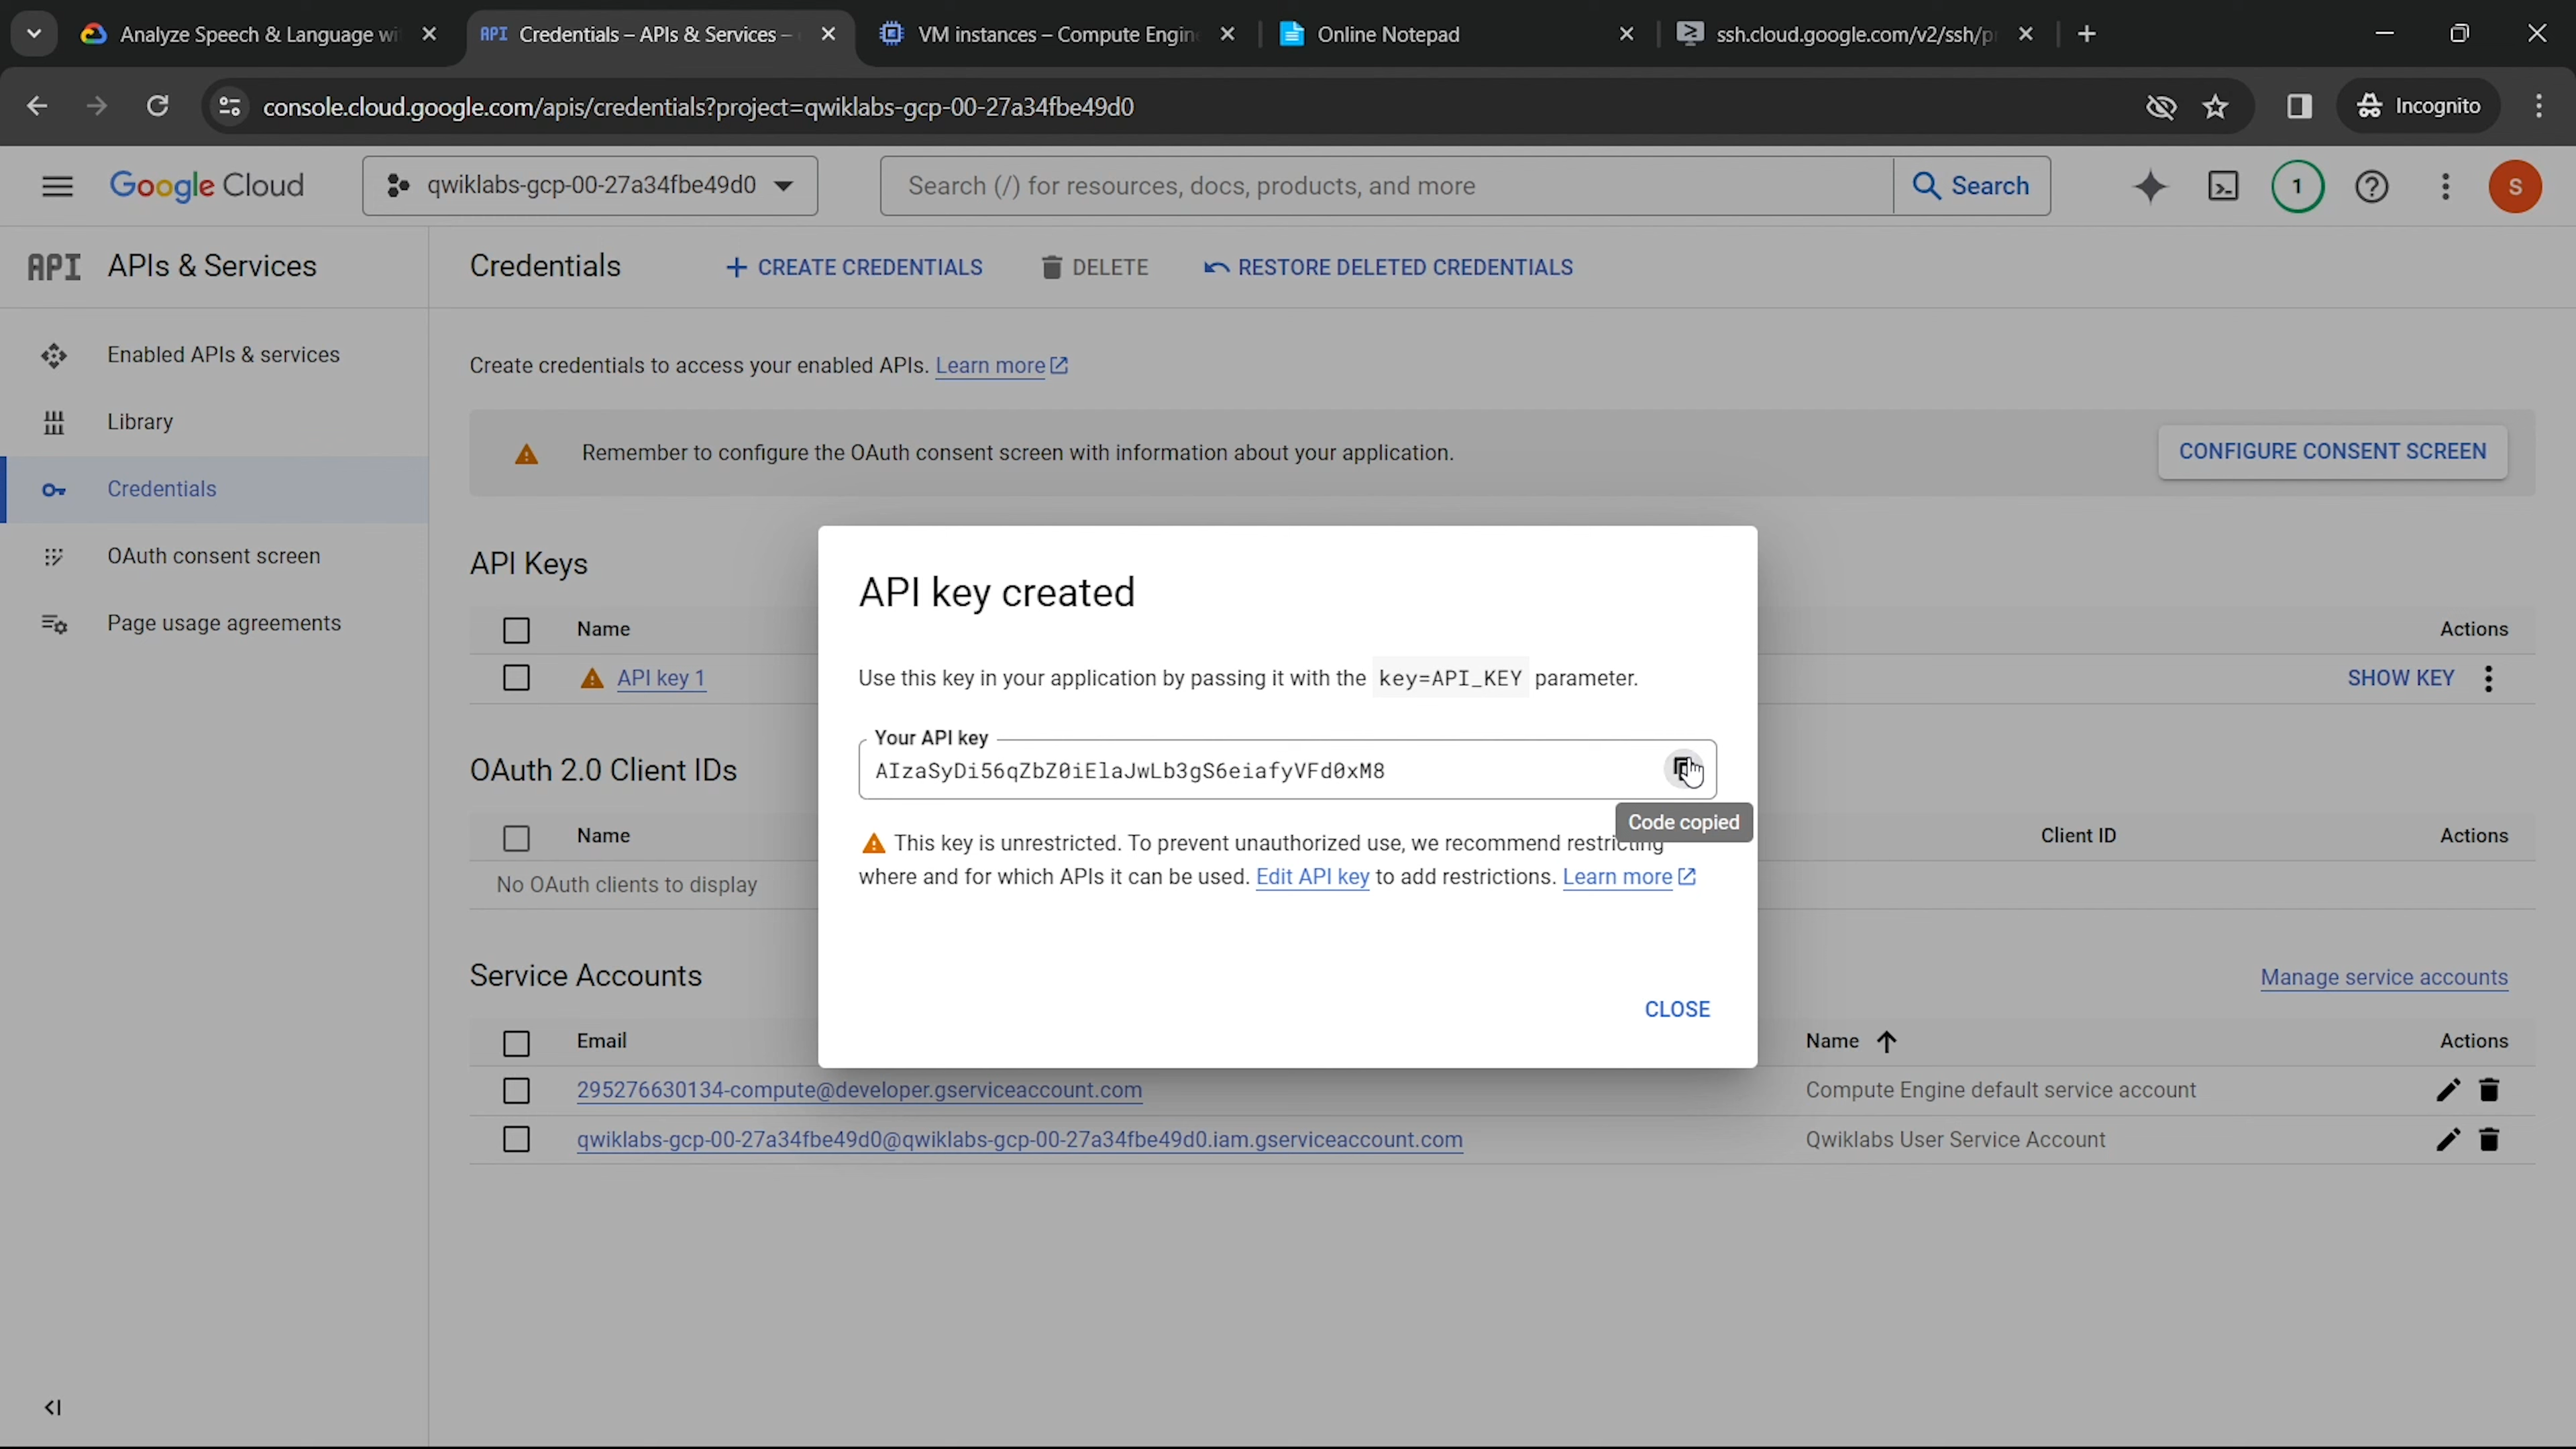 Analyze Speech & Language wi
API Credentials – APIs & Services –
VM instances – Compute Engin
Online Notepad
ssh.cloud.google.com/v2/ssh/p
console.cloud.google.com/apis/credentials?project=qwiklabs-gcp-00-27a34fbe49d0
Incognito
Google Cloud
qwiklabs-gcp-00-27a34fbe49d0
Search (/) for resources, docs, products, and more
Search
1
S
API APIs & Services
Credentials
+ CREATE CREDENTIALS
DELETE
RESTORE DELETED CREDENTIALS
Enabled APIs & services
Library
Credentials
OAuth consent screen
Page usage agreements
Create credentials to access your enabled APIs. Learn more
Remember to configure the OAuth consent screen with information about your application.
CONFIGURE CONSENT SCREEN
API Keys
Name
Actions
API key 1
SHOW KEY
OAuth 2.0 Client IDs
Name
Client ID
Actions
No OAuth clients to display
API key created
Use this key in your application by passing it with the key=API_KEY parameter.
Your API key
AIzaSyDi56qZbZ0iElaJwLb3gS6eiafyVFd0xM8
Code copied
This key is unrestricted. To prevent unauthorized use, we recommend restricting
where and for which APIs it can be used. Edit API key to add restrictions. Learn more
CLOSE
Service Accounts
Manage service accounts
Email
Name
Actions
295276630134-compute@developer.gserviceaccount.com
Compute Engine default service account
qwiklabs-gcp-00-27a34fbe49d0@qwiklabs-gcp-00-27a34fbe49d0.iam.gserviceaccount.com
Qwiklabs User Service Account